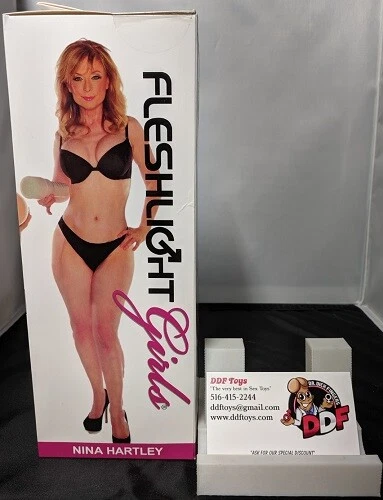 FLESHLIGHT
Girls
NINA HARTLEY
DDF Toys
"The very best in Sex Toys"
516-415-2244
ddftoys@gmail.com
www.ddftoys.com
DDF
"ASK FOR OUR SPECIAL DISCOUNT"